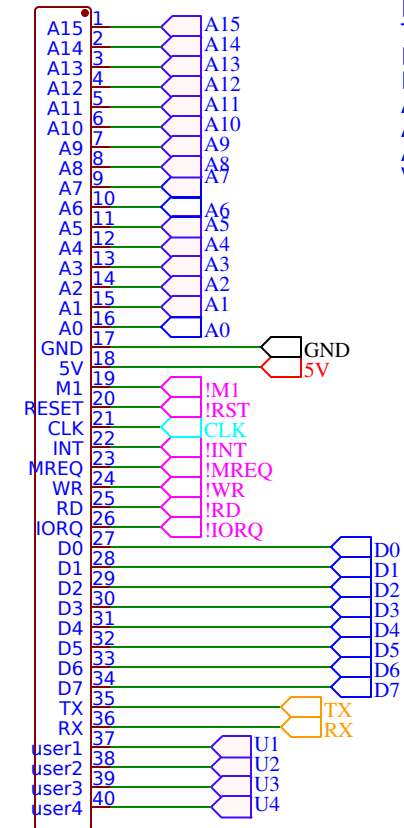 A15 1 A15
A14 2 A14
A13 3 A13
A12 4 A12
A11 5 A11
A10 6 A10
A9 7 A9
A8 8 A8
A7 9 A7
A6 10 A6
A5 11 A5
A4 12 A4
A3 13 A3
A2 14 A2
A1 15 A1
A0 16 A0
GND 17 GND
5V 18 5V
M1 19 !M1
RESET 20 !RST
CLK 21 CLK
INT 22 !INT
MREQ 23 !MREQ
WR 24 !WR
RD 25 !RD
IORQ 26 !IORQ
D0 27 D0
D1 28 D1
D2 29 D2
D3 30 D3
D4 31 D4
D5 32 D5
D6 33 D6
D7 34 D7
TX 35 TX
RX 36 RX
user1 37 U1
user2 38 U2
user3 39 U3
user4 40 U4